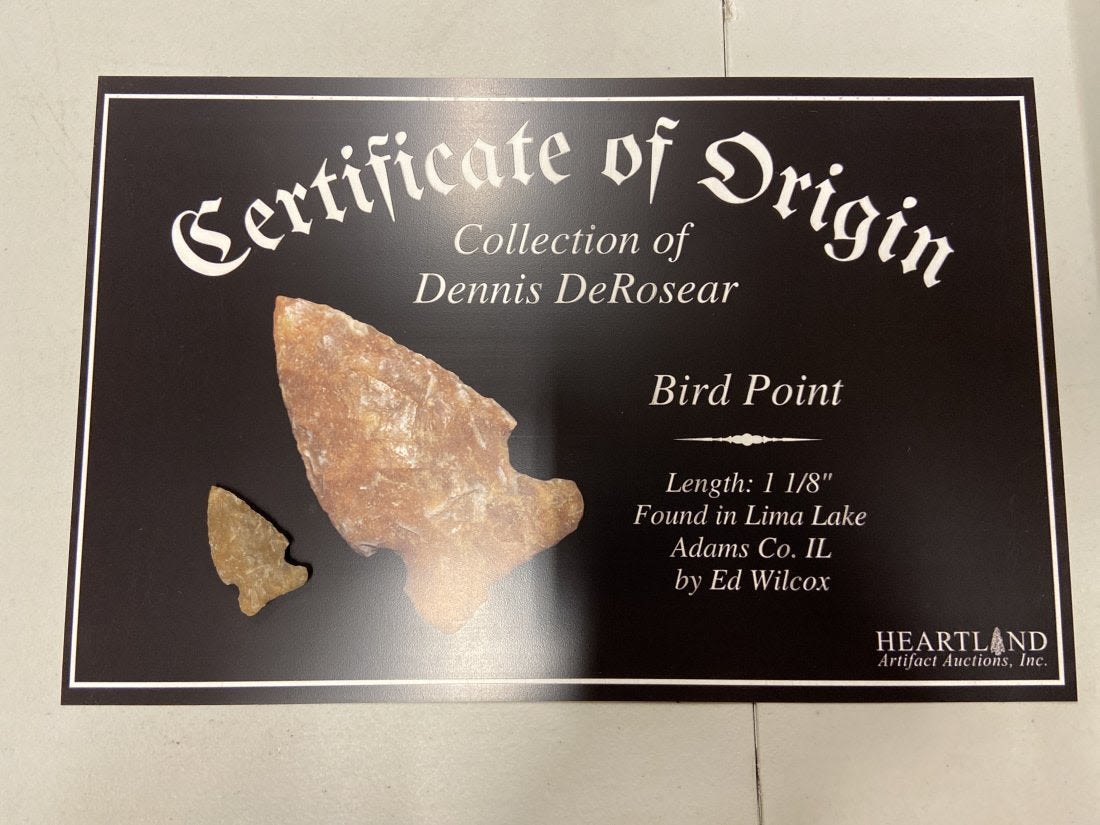 Certificate of Origin
Collection of
Dennis DeRosear
Bird Point
Length: 1 1/8"
Found in Lima Lake
Adams Co. IL
by Ed Wilcox
HEARTLAND
Artifact Auctions, Inc.